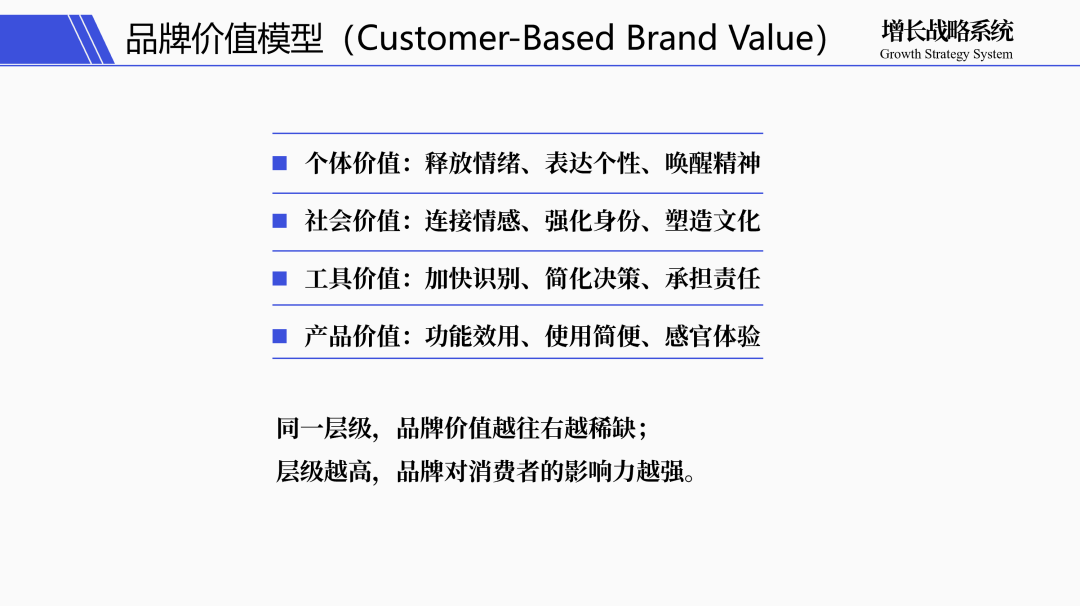 品牌价值模型（Customer-Based Brand Value）
增长战略系统
Growth Strategy System
个体价值：释放情绪、表达个性、唤醒精神
社会价值：连接情感、强化身份、塑造文化
工具价值：加快识别、简化决策、承担责任
产品价值：功能效用、使用简便、感官体验
同一层级，品牌价值越往右越稀缺；
层级越高，品牌对消费者的影响力越强。